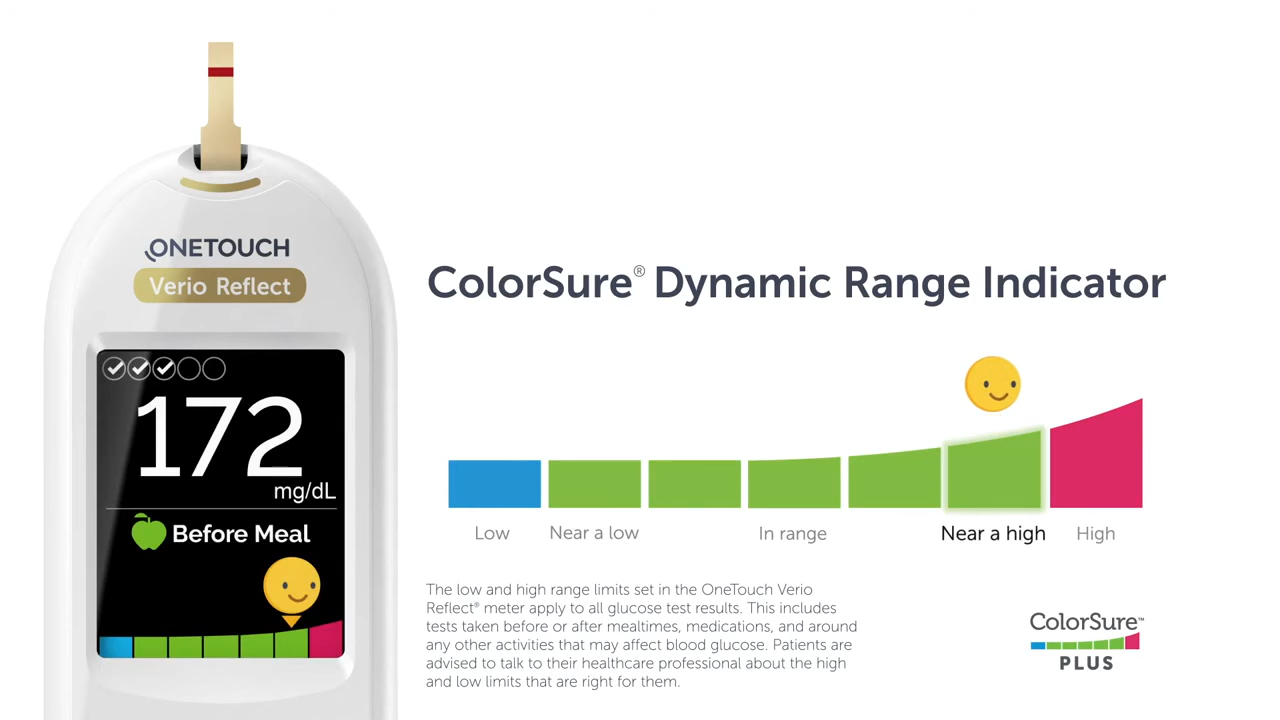 ONETOUCH
Verio Reflect
172
mg/dL
Before Meal
ColorSure® Dynamic Range Indicator
Low
Near a low
In range
Near a high
High
The low and high range limits set in the OneTouch Verio
Reflect® meter apply to all glucose test results. This includes
tests taken before or after mealtimes, medications, and around
any other activities that may affect blood glucose. Patients are
advised to talk to their healthcare professional about the high
and low limits that are right for them.
ColorSure™
PLUS